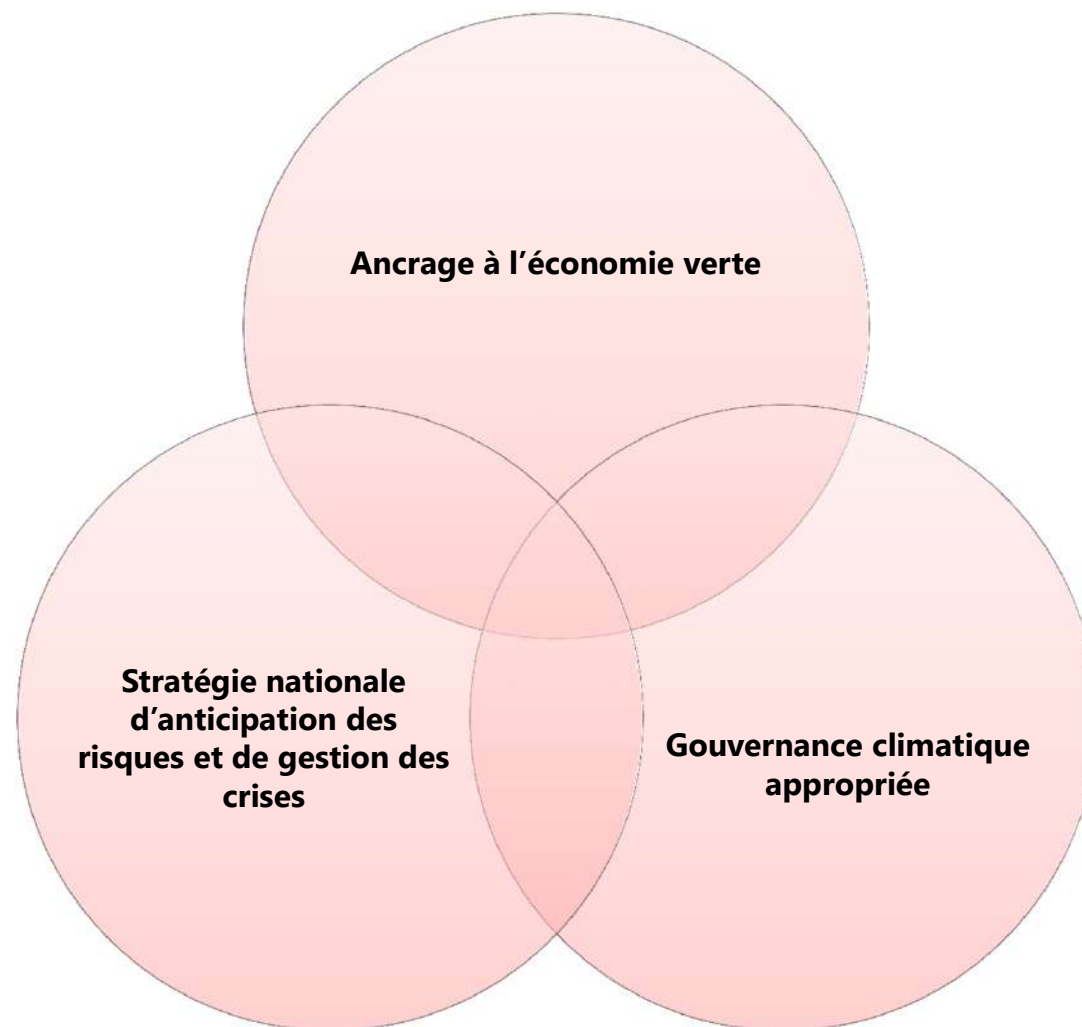 Ancrage à l’économie verte
Stratégie nationale
d’anticipation des
risques et de gestion des
crises
Gouvernance climatique
appropriée